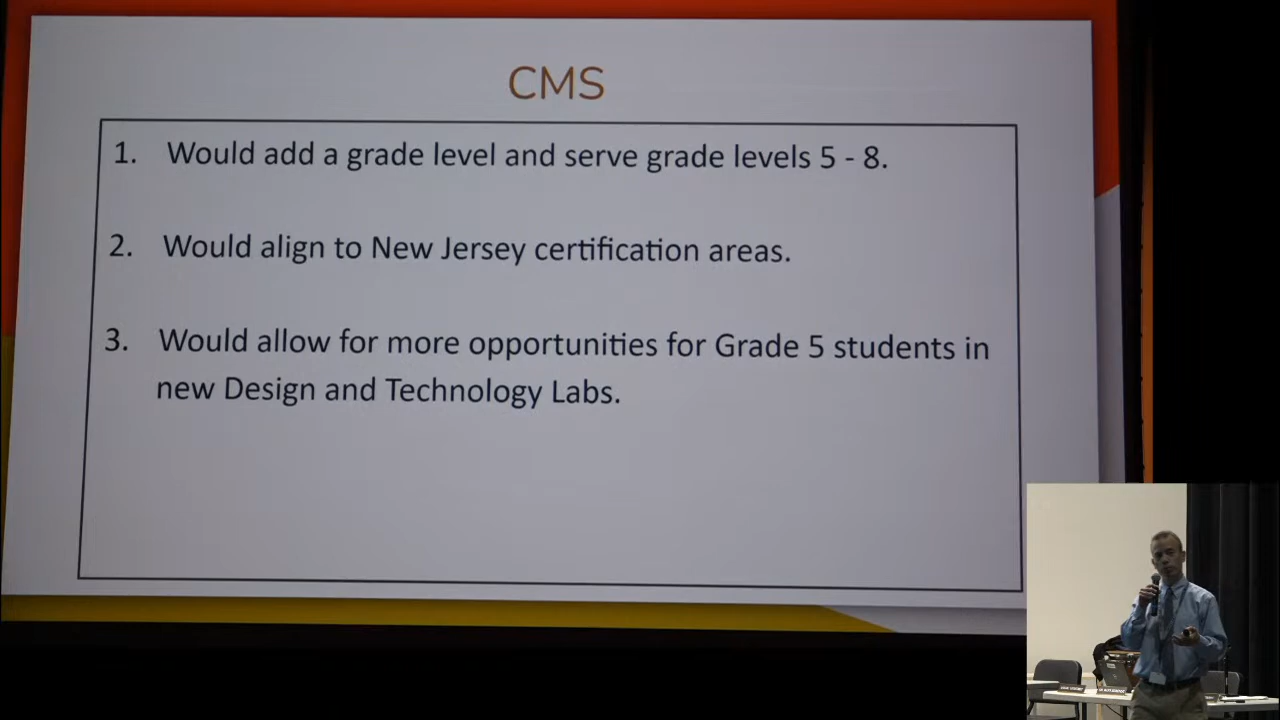 CMS
1. Would add a grade level and serve grade levels 5 - 8.
2. Would align to New Jersey certification areas.
3. Would allow for more opportunities for Grade 5 students in
new Design and Technology Labs.